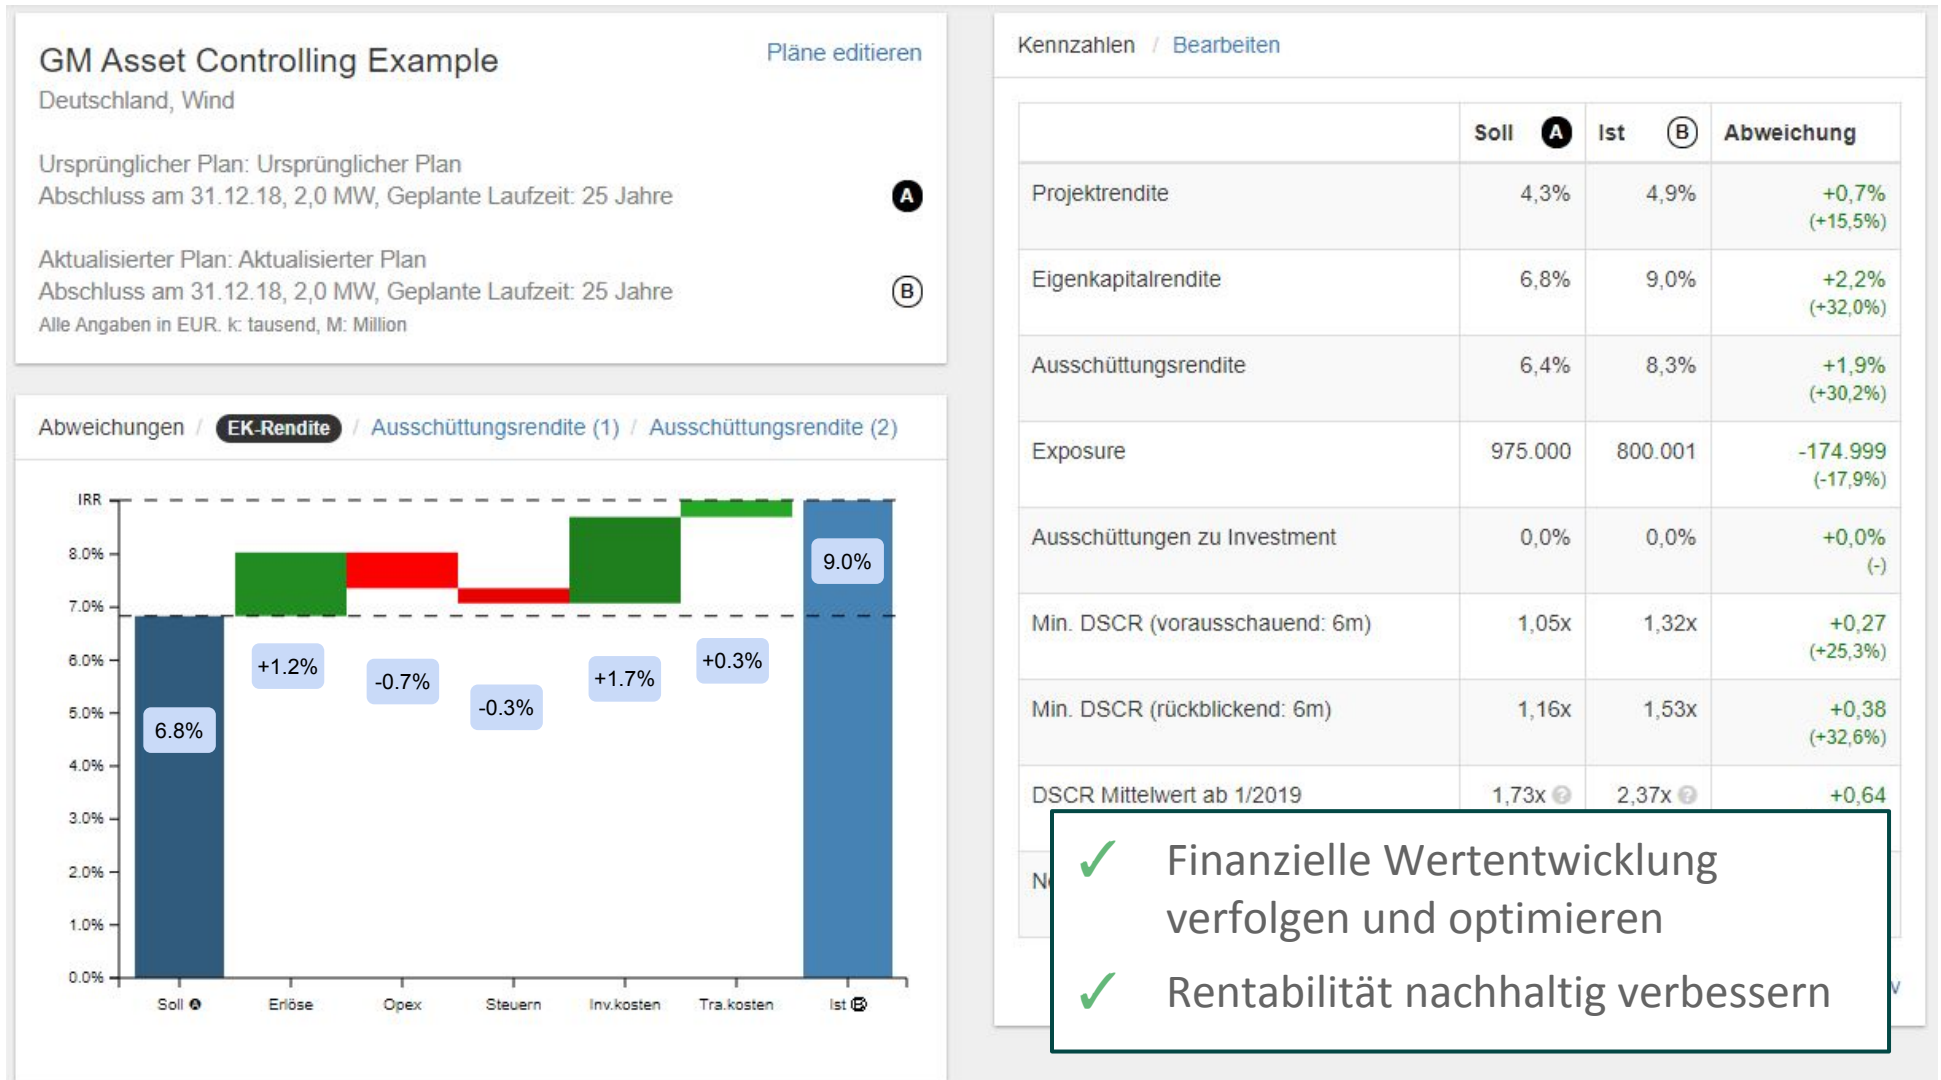 GM Asset Controlling Example
Pläne editieren
Deutschland, Wind
Ursprünglicher Plan: Ursprünglicher Plan
Abschluss am 31.12.18, 2,0 MW, Geplante Laufzeit: 25 Jahre
A
Aktualisierter Plan: Aktualisierter Plan
Abschluss am 31.12.18, 2,0 MW, Geplante Laufzeit: 25 Jahre
B
Alle Angaben in EUR. k: tausend, M: Million
Abweichungen / EK-Rendite / Ausschüttungsrendite (1) / Ausschüttungsrendite (2)
IRR
8.0%
7.0%
6.0%
5.0%
4.0%
3.0%
2.0%
1.0%
0.0%
6.8%
+1.2%
-0.7%
-0.3%
+1.7%
+0.3%
9.0%
Soll A
Erlöse
Opex
Steuern
Inv.kosten
Tra.kosten
Ist B
Kennzahlen / Bearbeiten
Soll A Ist B Abweichung
Projektrendite 4,3% 4,9% +0,7%
(+15,5%)
Eigenkapitalrendite 6,8% 9,0% +2,2%
(+32,0%)
Ausschüttungsrendite 6,4% 8,3% +1,9%
(+30,2%)
Exposure 975.000 800.001 -174.999
(-17,9%)
Ausschüttungen zu Investment 0,0% 0,0% +0,0%
(-)
Min. DSCR (vorausschauend: 6m) 1,05x 1,32x +0,27
(+25,3%)
Min. DSCR (rückblickend: 6m) 1,16x 1,53x +0,38
(+32,6%)
DSCR Mittelwert ab 1/2019 1,73x ? 2,37x ? +0,64
✓ Finanzielle Wertentwicklung
verfolgen und optimieren
✓ Rentabilität nachhaltig verbessern